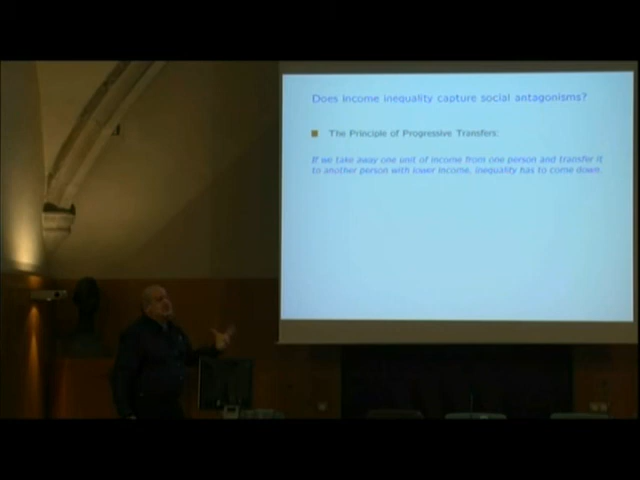 Does income inequality capture social antagonisms?
The Principle of Progressive Transfers:
If we take away one unit of income from one person and transfer it
to another person with lower income, inequality has to come down.